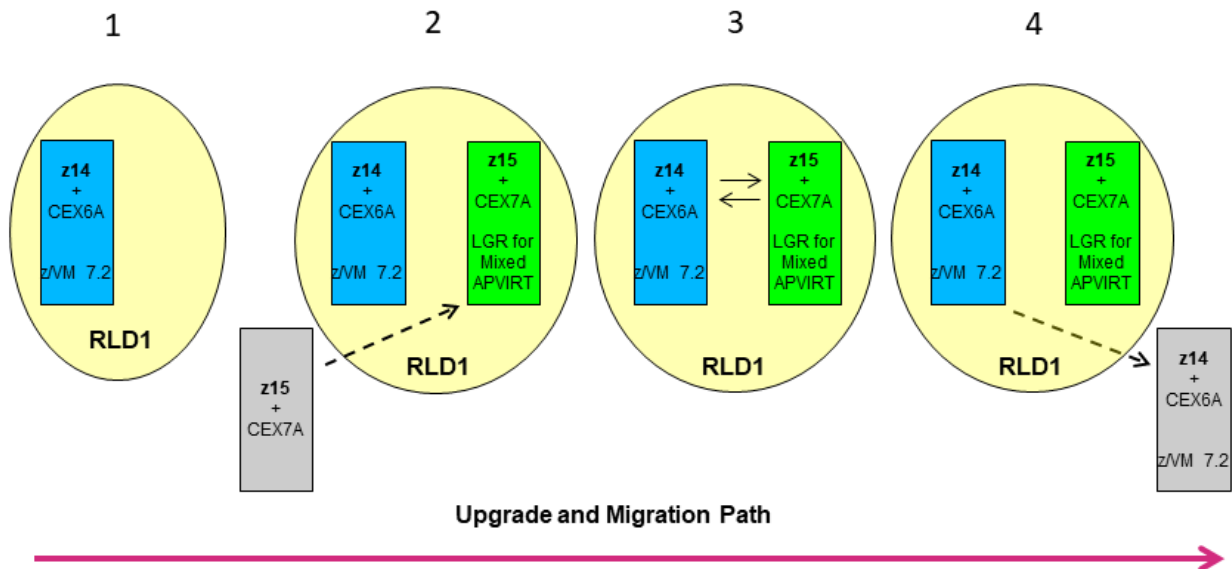 1
2
3
4
z14
+
CEX6A
z/VM 7.2
RLD1
z14
+
CEX6A
z/VM 7.2
z15
+
CEX7A
LGR for
Mixed
APVIRT
RLD1
z15
+
CEX7A
z14
+
CEX6A
z/VM 7.2
z15
+
CEX7A
LGR for
Mixed
APVIRT
RLD1
z14
+
CEX6A
z/VM 7.2
z15
+
CEX7A
LGR for
Mixed
APVIRT
RLD1
z14
+
CEX6A
z/VM 7.2
Upgrade and Migration Path